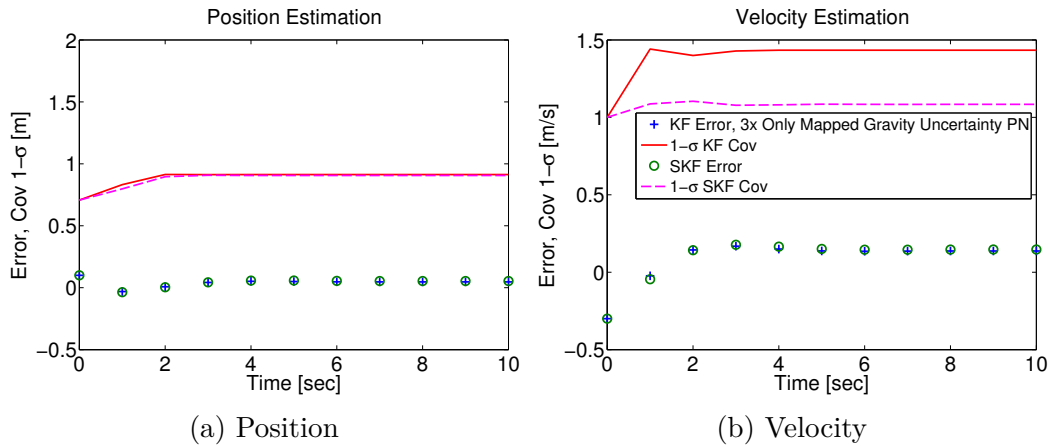 Position Estimation
Error, Cov 1−σ [m]
2
1.5
1
0.5
0
−0.5
0 2 4 6 8 10
Time [sec]
(a) Position
Velocity Estimation
Error, Cov 1−σ [m/s]
1.5
1
0.5
0
−0.5
KF Error, 3x Only Mapped Gravity Uncertainty PN
1−σ KF Cov
SKF Error
1−σ SKF Cov
0 2 4 6 8 10
Time [sec]
(b) Velocity